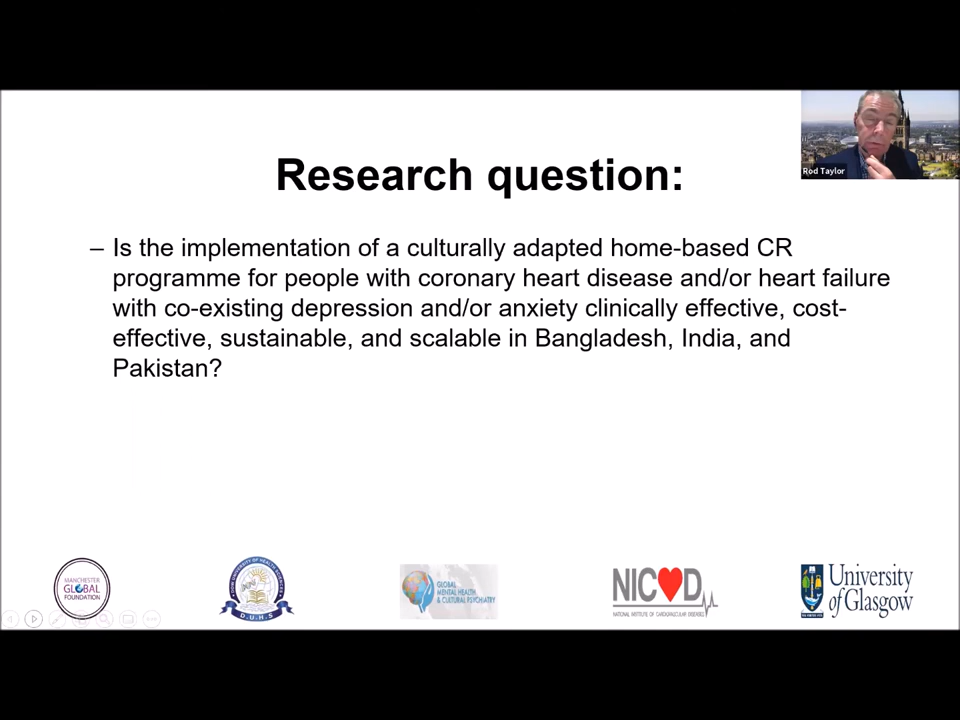 Research question:
Rod Taylor
– Is the implementation of a culturally adapted home-based CR
programme for people with coronary heart disease and/or heart failure
with co-existing depression and/or anxiety clinically effective, cost-
effective, sustainable, and scalable in Bangladesh, India, and
Pakistan?
MANCHESTER
GLOBAL
FOUNDATION
D.U.H.S
GLOBAL
MENTAL HEALTH
& CULTURAL PSYCHIATRY
NICVD
NATIONAL INSTITUTE OF CARDIOVASCULAR DISEASES
University
of Glasgow